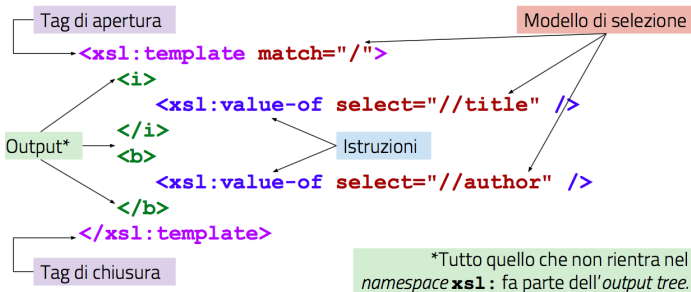 Tag di apertura
Modello di selezione
<xsl:template match="/">
<i>
<xsl:value-of select="//title" />
</i>
Output*
Istruzioni
<b>
<xsl:value-of select="//author" />
</b>
</xsl:template>
Tag di chiusura
*Tutto quello che non rientra nel
namespace xsl: fa parte dell'output tree.